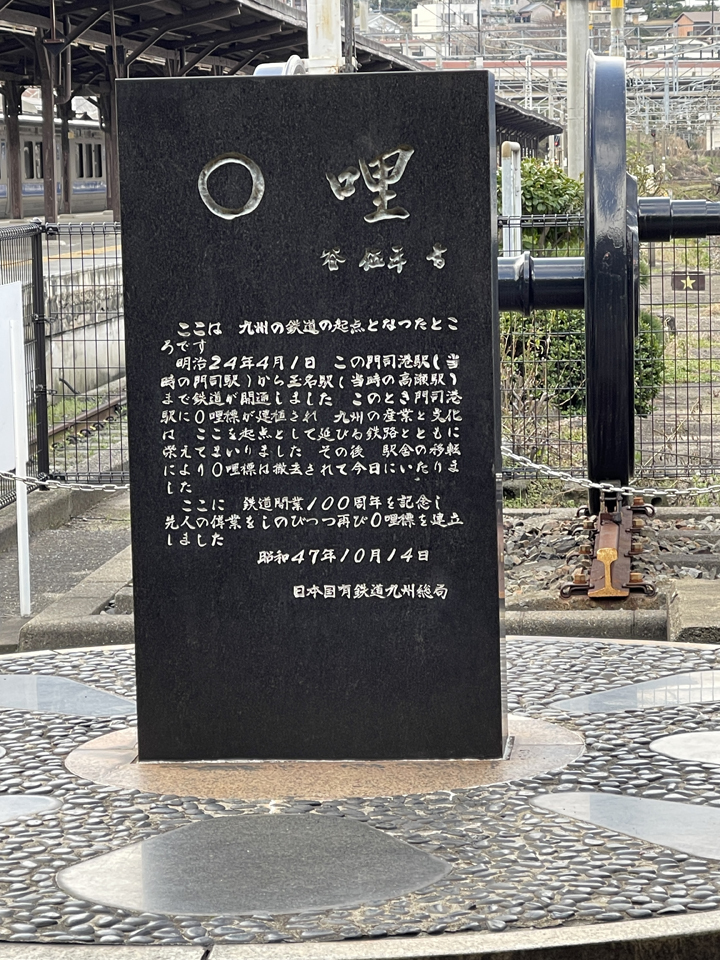 〇 哩
谷 伍平 書
ここは 九州の鉄道の起点となつたとこ
ろです
明治24年4月1日 この門司港駅(当
時の門司駅)から玉名駅(当時の高瀬駅)
まで鉄道が開通しました このとき門司港
駅に0哩標が建植され 九州の産業と文化
は ここを起点として延びる鉄路とともに
栄えてまいりました その後 駅舎の移転
により0哩標は撤去されて今日にいたりま
した
ここに 鉄道開業100周年を記念し
先人の偉業をしのびつつ再び0哩標を建立
しました
昭和47年10月14日
日本国有鉄道九州総局